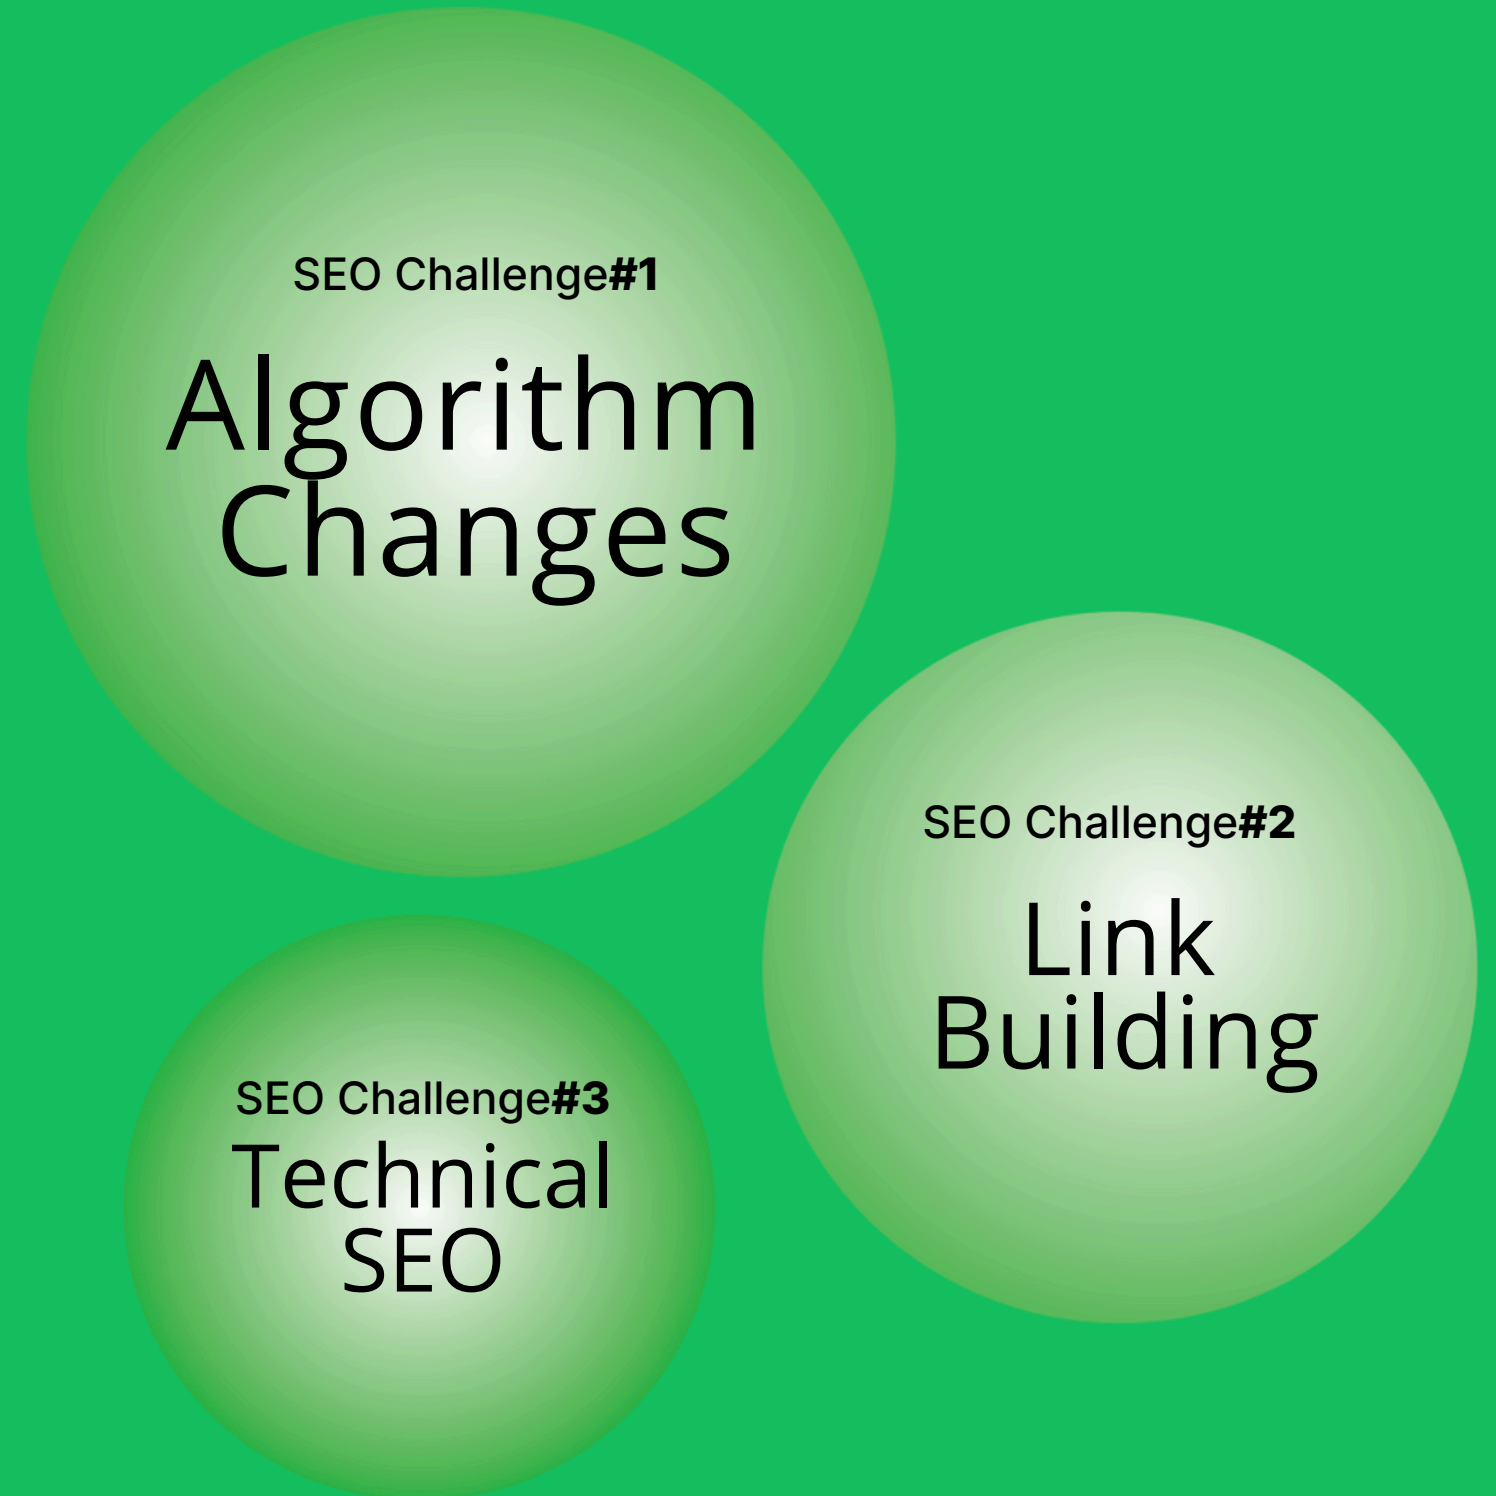 SEO Challenge#1
Algorithm
Changes
SEO Challenge#2
Link
Building
SEO Challenge#3
Technical
SEO